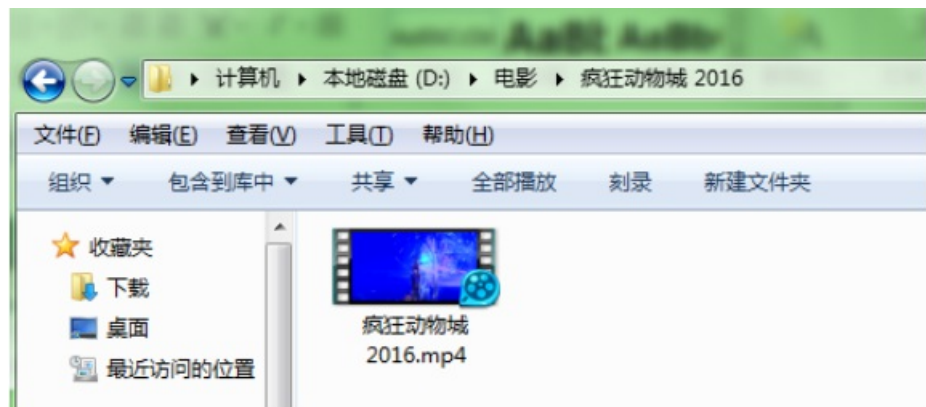 AaBb AaBb
计算机 本地磁盘 (D:) 电影 疯狂动物城 2016
文件(F) 编辑(E) 查看(V) 工具(T) 帮助(H)
组织 包含到库中 共享 全部播放 刻录 新建文件夹
收藏夹
下载
桌面
最近访问的位置
疯狂动物城
2016.mp4